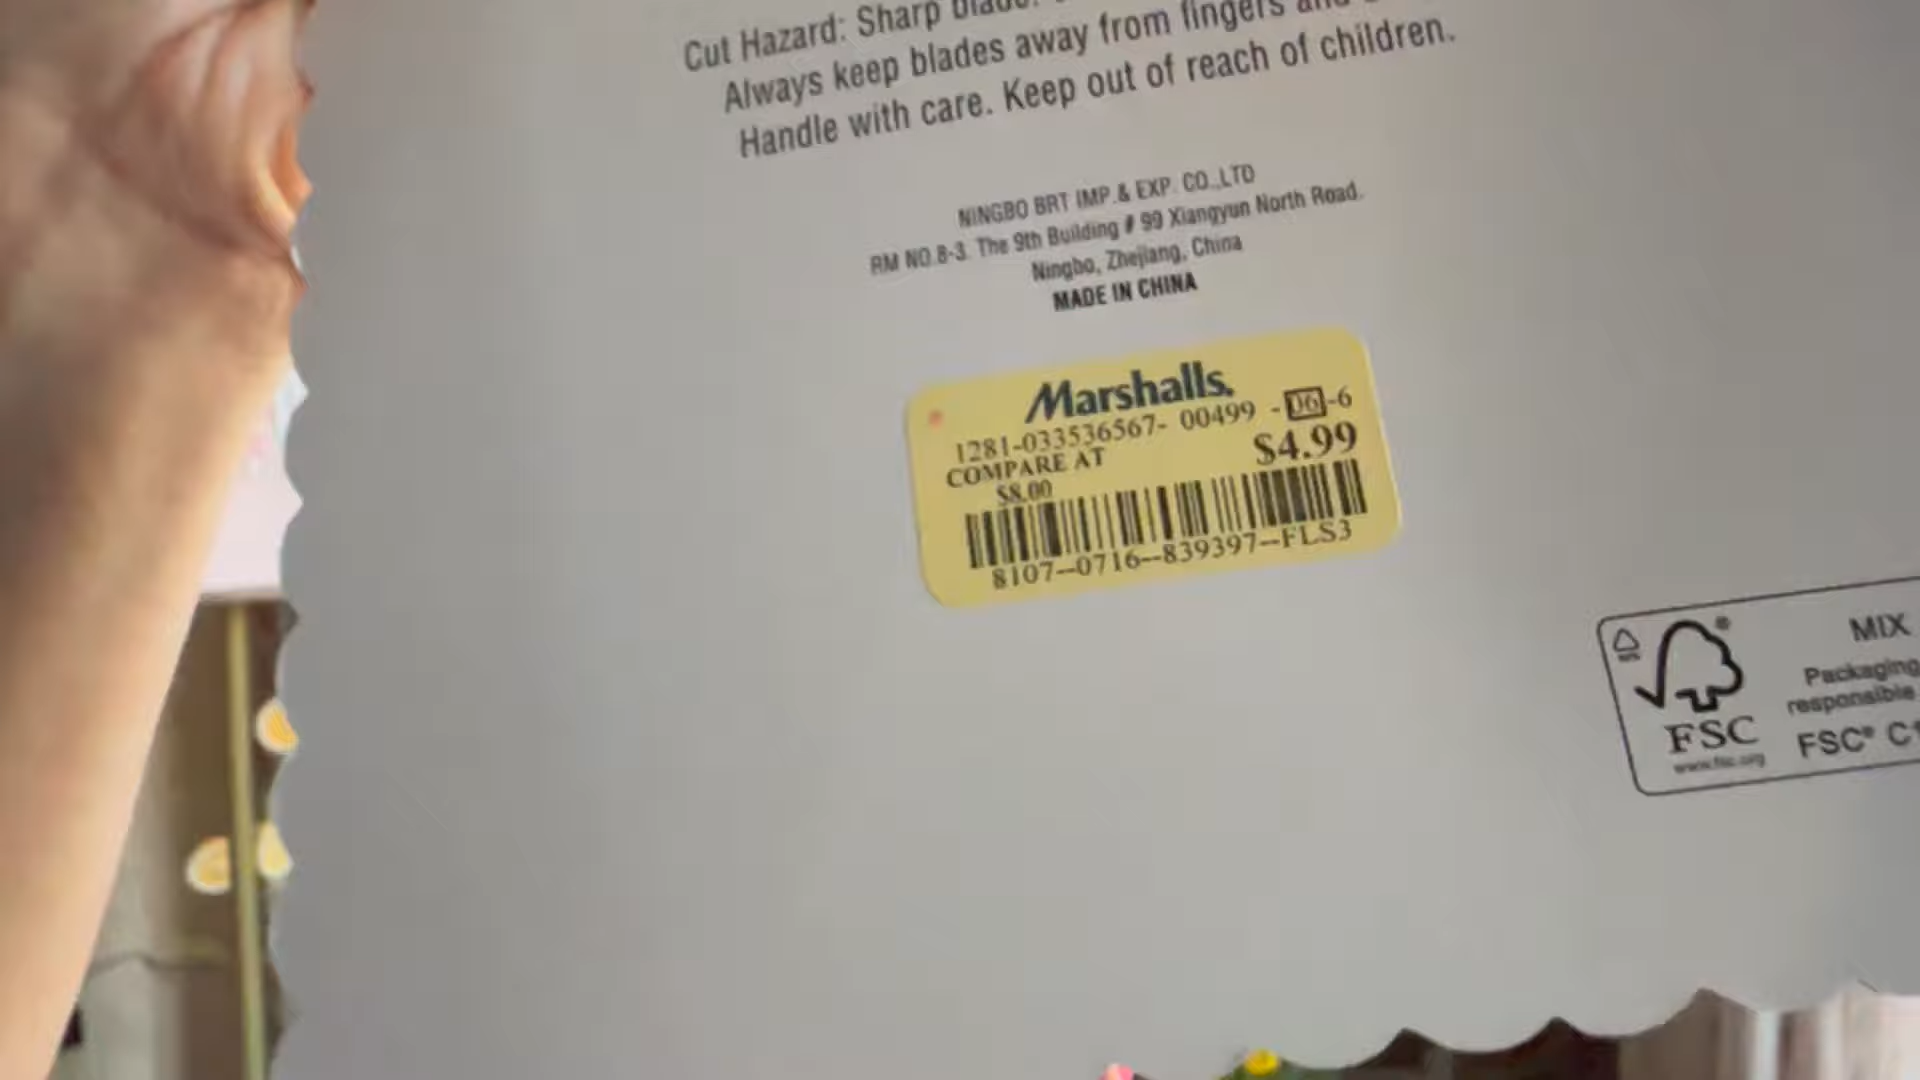 Cut Hazard: Sharp
Always keep blades away from fingers and
Handle with care. Keep out of reach of children.
NINGBO BRT IMP.& EXP. CO.,LTD
RM NO.8-3. The 9th Building # 99 Xiangyun North Road.
Ningbo, Zhejiang, China
MADE IN CHINA
Marshalls.
1281-033536567- 00499 -06-6
COMPARE AT $4.99
$8.00
8107--0716--839397--FLS3
MIX
Packaging
responsible
FSC
FSC® C1
www.fsc.org